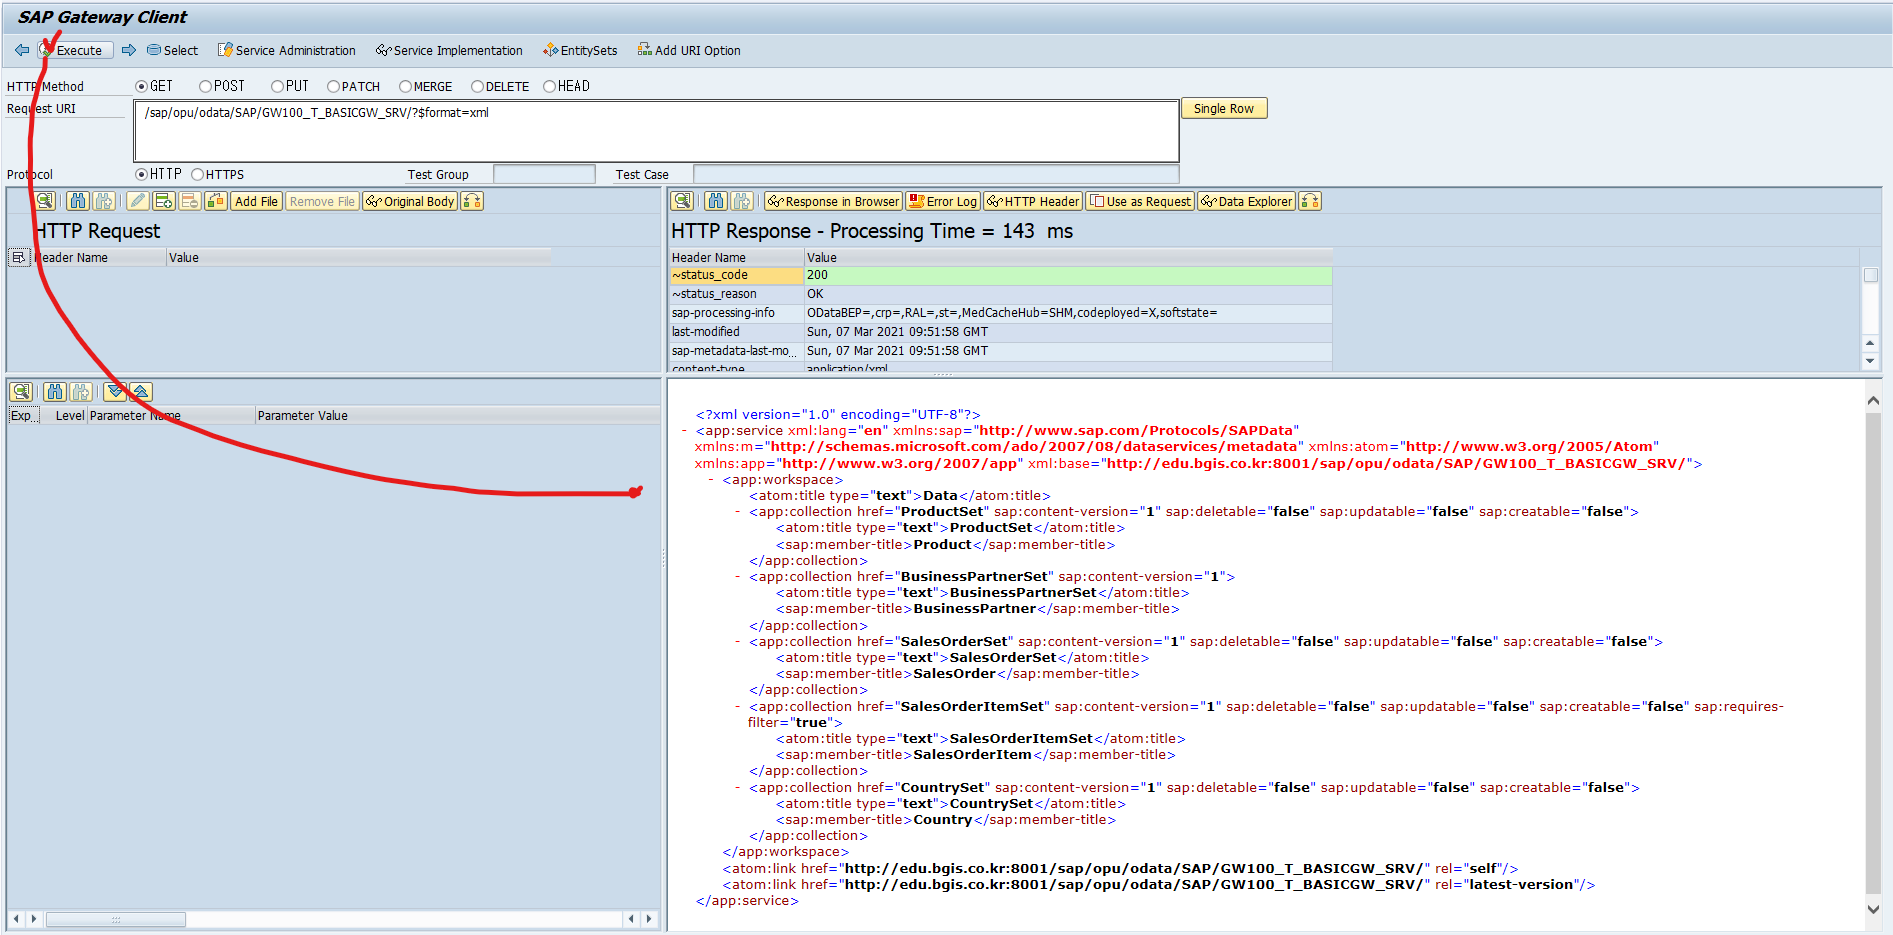 SAP Gateway Client
Execute Select Service Administration Service Implementation EntitySets Add URI Option
HTTP Method GET POST PUT PATCH MERGE DELETE HEAD
Request URI /sap/opu/odata/SAP/GW100_T_BASICGW_SRV/?$format=xml Single Row
Protocol HTTP HTTPS Test Group Test Case
Add File Remove File Original Body
HTTP Request
Header Name Value
Response in Browser Error Log HTTP Header Use as Request Data Explorer
HTTP Response - Processing Time = 143 ms
Header Name Value
~status_code 200
~status_reason OK
sap-processing-info ODataBEP=,crp=,RAL=,st=,MedCacheHub=SHM,codeployed=X,softstate=
last-modified Sun, 07 Mar 2021 09:51:58 GMT
sap-metadata-last-mo... Sun, 07 Mar 2021 09:51:58 GMT
content-type application/xml
Exp... Level Parameter Name Parameter Value
<?xml version="1.0" encoding="UTF-8"?>
- <app:service xml:lang="en" xmlns:sap="http://www.sap.com/Protocols/SAPData"
xmlns:m="http://schemas.microsoft.com/ado/2007/08/dataservices/metadata" xmlns:atom="http://www.w3.org/2005/Atom"
xmlns:app="http://www.w3.org/2007/app" xml:base="http://edu.bgis.co.kr:8001/sap/opu/odata/SAP/GW100_T_BASICGW_SRV/">
- <app:workspace>
<atom:title type="text">Data</atom:title>
- <app:collection href="ProductSet" sap:content-version="1" sap:deletable="false" sap:updatable="false" sap:creatable="false">
<atom:title type="text">ProductSet</atom:title>
<sap:member-title>Product</sap:member-title>
</app:collection>
- <app:collection href="BusinessPartnerSet" sap:content-version="1">
<atom:title type="text">BusinessPartnerSet</atom:title>
<sap:member-title>BusinessPartner</sap:member-title>
</app:collection>
- <app:collection href="SalesOrderSet" sap:content-version="1" sap:deletable="false" sap:updatable="false" sap:creatable="false">
<atom:title type="text">SalesOrderSet</atom:title>
<sap:member-title>SalesOrder</sap:member-title>
</app:collection>
- <app:collection href="SalesOrderItemSet" sap:content-version="1" sap:deletable="false" sap:updatable="false" sap:creatable="false" sap:requires-
filter="true">
<atom:title type="text">SalesOrderItemSet</atom:title>
<sap:member-title>SalesOrderItem</sap:member-title>
</app:collection>
- <app:collection href="CountrySet" sap:content-version="1" sap:deletable="false" sap:updatable="false" sap:creatable="false">
<atom:title type="text">CountrySet</atom:title>
<sap:member-title>Country</sap:member-title>
</app:collection>
</app:workspace>
<atom:link href="http://edu.bgis.co.kr:8001/sap/opu/odata/SAP/GW100_T_BASICGW_SRV/" rel="self"/>
<atom:link href="http://edu.bgis.co.kr:8001/sap/opu/odata/SAP/GW100_T_BASICGW_SRV/" rel="latest-version"/>
</app:service>